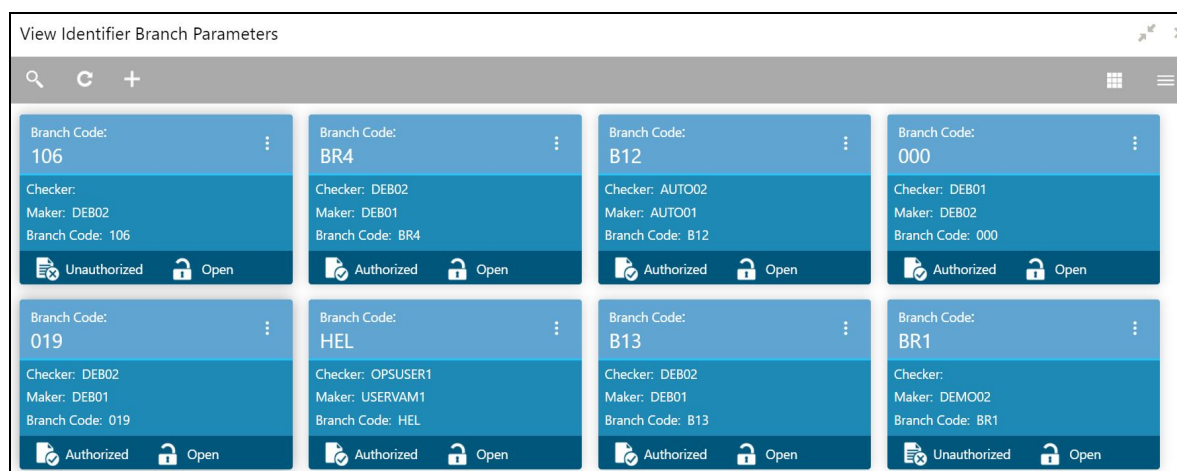 View Identifier Branch Parameters
Branch Code:
106
Checker:
Maker: DEB02
Branch Code: 106
Unauthorized Open
Branch Code:
BR4
Checker: DEB02
Maker: DEB01
Branch Code: BR4
Authorized Open
Branch Code:
B12
Checker: AUTO02
Maker: AUTO01
Branch Code: B12
Authorized Open
Branch Code:
000
Checker: DEB01
Maker: DEB02
Branch Code: 000
Authorized Open
Branch Code:
019
Checker: DEB02
Maker: DEB01
Branch Code: 019
Authorized Open
Branch Code:
HEL
Checker: OPSUSER1
Maker: USERVAM1
Branch Code: HEL
Authorized Open
Branch Code:
B13
Checker: DEB02
Maker: DEB01
Branch Code: B13
Authorized Open
Branch Code:
BR1
Checker:
Maker: DEMO02
Branch Code: BR1
Unauthorized Open